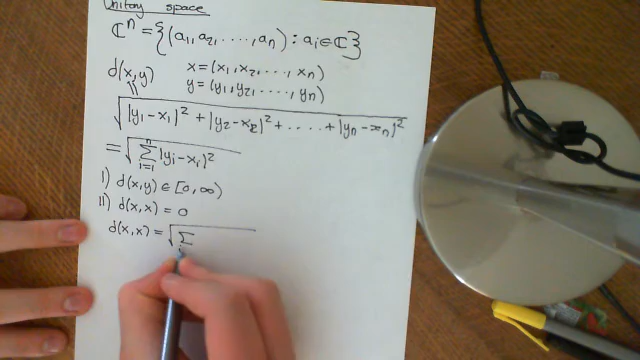 Unitary space
ℂⁿ = {(a₁, a₂, ....., aₙ) : aᵢ ∈ ℂ}
d(x,y) x = (x₁, x₂, ...., xₙ)
y = (y₁, y₂, ...., yₙ)
= √(|y₁-x₁|² + |y₂-x₂|² + ..... + |yₙ-xₙ|²)
= √(∑ᵢ₌₁ⁿ |yᵢ-xᵢ|²)
I) d(x,y) ∈ [0, ∞)
II) d(x,x) = 0
d(x,x) = √∑